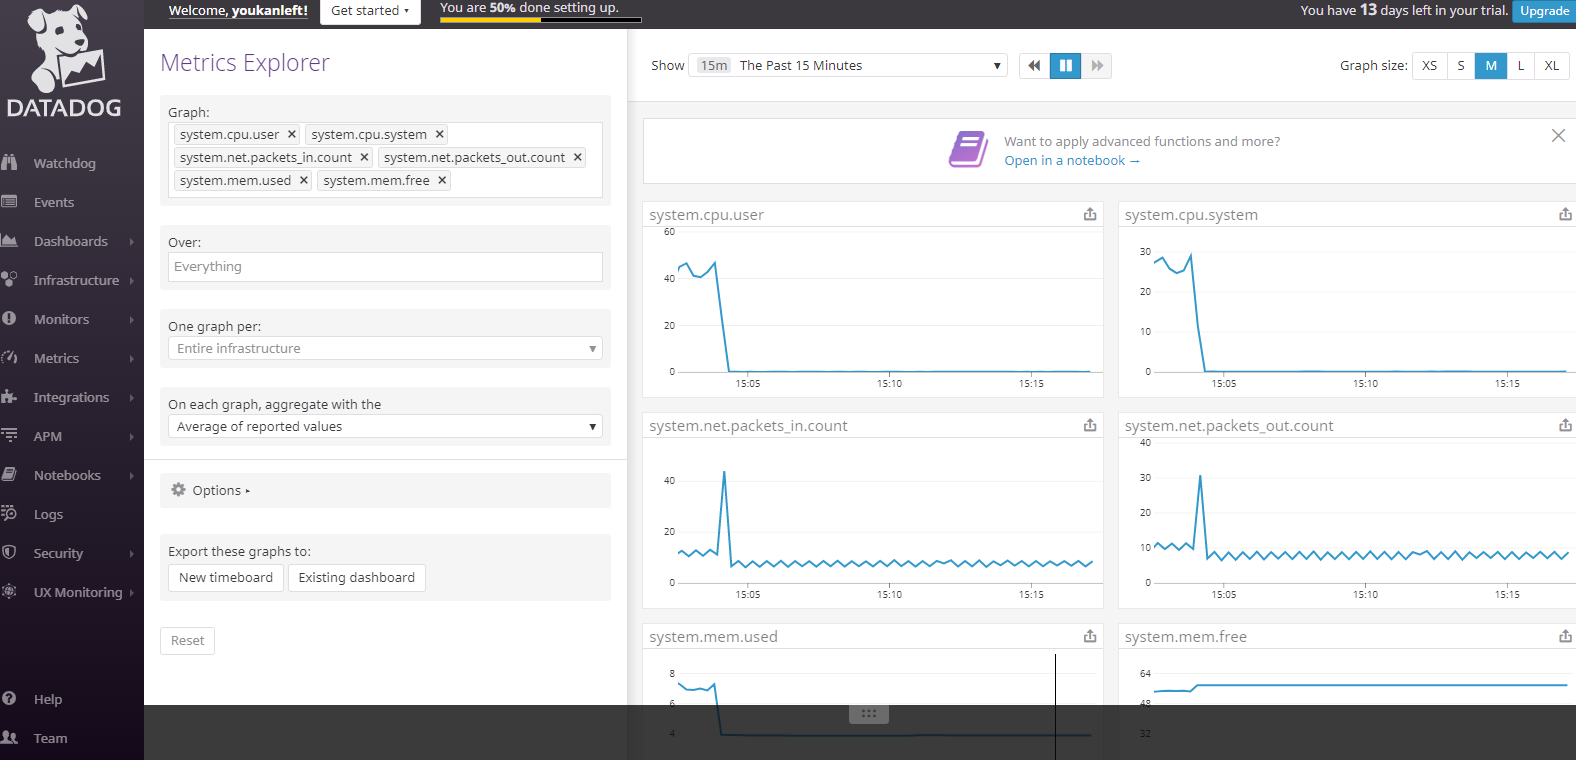 DATADOG
Welcome, youkanleft!
Get started
You are 50% done setting up.
You have 13 days left in your trial.
Upgrade
Watchdog
Events
Dashboards
Infrastructure
Monitors
Metrics
Integrations
APM
Notebooks
Logs
Security
UX Monitoring
Help
Team
Metrics Explorer
Graph:
system.cpu.user × system.cpu.system ×
system.net.packets_in.count × system.net.packets_out.count ×
system.mem.used × system.mem.free ×
Over:
Everything
One graph per:
Entire infrastructure
On each graph, aggregate with the
Average of reported values
Options
Export these graphs to:
New timeboard Existing dashboard
Reset
Show 15m The Past 15 Minutes
Graph size: XS S M L XL
Want to apply advanced functions and more?
Open in a notebook →
system.cpu.user
60
40
20
0
15:05 15:10 15:15
system.cpu.system
30
20
10
0
15:05 15:10 15:15
system.net.packets_in.count
40
20
0
15:05 15:10 15:15
system.net.packets_out.count
40
30
20
10
0
15:05 15:10 15:15
system.mem.used
8
6
4
system.mem.free
64
48
32